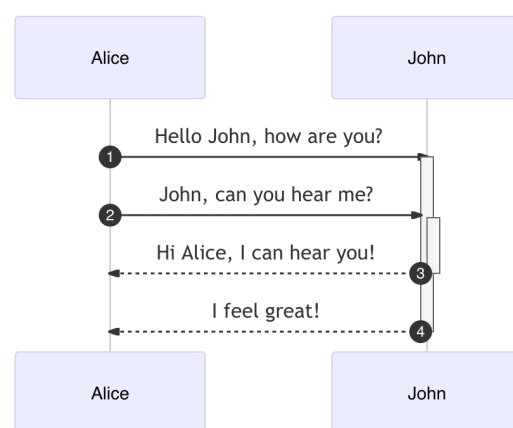 Alice John
1 Hello John, how are you?
2 John, can you hear me?
Hi Alice, I can hear you! 3
I feel great! 4
Alice John